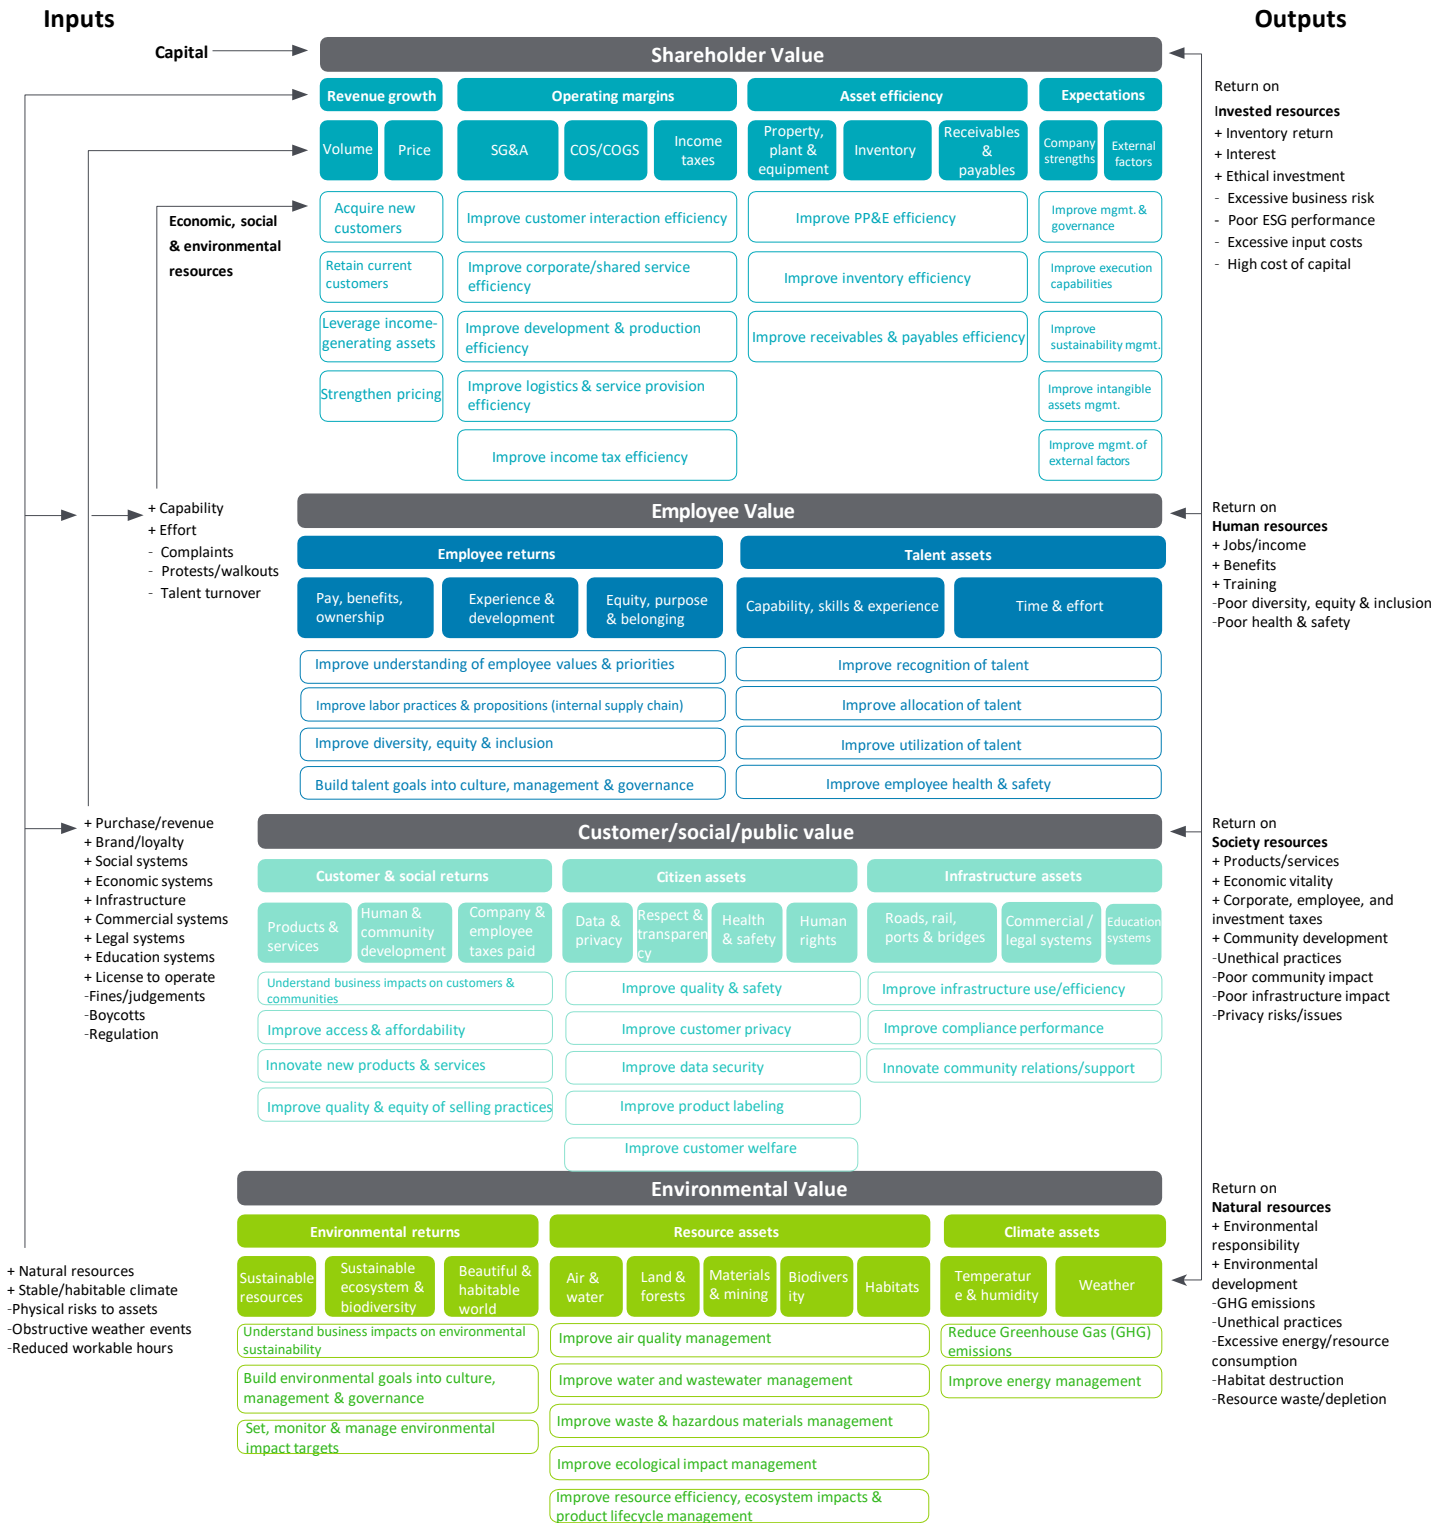 Inputs
Outputs
Capital
Shareholder Value
Revenue growth
Operating margins
Asset efficiency
Expectations
Volume
Price
SG&A
COS/COGS
Income
taxes
Property,
plant &
equipment
Inventory
Receivables
&
payables
Company
strengths
External
factors
Economic, social
& environmental
resources
Acquire new
customers
Retain current
customers
Leverage income-
generating assets
Strengthen pricing
Improve customer interaction efficiency
Improve corporate/shared service
efficiency
Improve development & production
efficiency
Improve logistics & service provision
efficiency
Improve income tax efficiency
Improve PP&E efficiency
Improve inventory efficiency
Improve receivables & payables efficiency
Improve mgmt. &
governance
Improve execution
capabilities
Improve
sustainability mgmt.
Improve intangible
assets mgmt.
Improve mgmt. of
external factors
Return on
Invested resources
+ Inventory return
+ Interest
+ Ethical investment
- Excessive business risk
- Poor ESG performance
- Excessive input costs
- High cost of capital
+ Capability
+ Effort
- Complaints
- Protests/walkouts
- Talent turnover
Employee Value
Employee returns
Talent assets
Pay, benefits,
ownership
Experience &
development
Equity, purpose
& belonging
Capability, skills & experience
Time & effort
Improve understanding of employee values & priorities
Improve labor practices & propositions (internal supply chain)
Improve diversity, equity & inclusion
Build talent goals into culture, management & governance
Improve recognition of talent
Improve allocation of talent
Improve utilization of talent
Improve employee health & safety
Return on
Human resources
+ Jobs/income
+ Benefits
+ Training
-Poor diversity, equity & inclusion
-Poor health & safety
+ Purchase/revenue
+ Brand/loyalty
+ Social systems
+ Economic systems
+ Infrastructure
+ Commercial systems
+ Legal systems
+ Education systems
+ License to operate
-Fines/judgements
-Boycotts
-Regulation
Customer/social/public value
Customer & social returns
Citizen assets
Infrastructure assets
Products &
services
Human &
community
development
Company &
employee
taxes paid
Data &
privacy
Respect &
transparen
cy
Health
& safety
Human
rights
Roads, rail,
ports & bridges
Commercial /
legal systems
Education
systems
Understand business impacts on customers &
communities
Improve access & affordability
Innovate new products & services
Improve quality & equity of selling practices
Improve quality & safety
Improve customer privacy
Improve data security
Improve product labeling
Improve customer welfare
Improve infrastructure use/efficiency
Improve compliance performance
Innovate community relations/support
Return on
Society resources
+ Products/services
+ Economic vitality
+ Corporate, employee, and
investment taxes
+ Community development
-Unethical practices
-Poor community impact
-Poor infrastructure impact
-Privacy risks/issues
+ Natural resources
+ Stable/habitable climate
-Physical risks to assets
-Obstructive weather events
-Reduced workable hours
Environmental Value
Environmental returns
Resource assets
Climate assets
Sustainable
resources
Sustainable
ecosystem &
biodiversity
Beautiful &
habitable
world
Air &
water
Land &
forests
Materials
& mining
Biodivers
ity
Habitats
Temperatur
e & humidity
Weather
Understand business impacts on environmental
sustainability
Build environmental goals into culture,
management & governance
Set, monitor & manage environmental
impact targets
Improve air quality management
Improve water and wastewater management
Improve waste & hazardous materials management
Improve ecological impact management
Improve resource efficiency, ecosystem impacts &
product lifecycle management
Reduce Greenhouse Gas (GHG)
emissions
Improve energy management
Return on
Natural resources
+ Environmental
responsibility
+ Environmental
development
-GHG emissions
-Unethical practices
-Excessive energy/resource
consumption
-Habitat destruction
-Resource waste/depletion